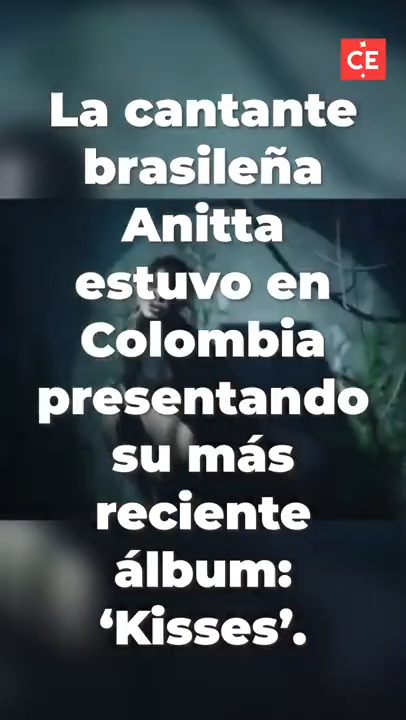 CE
La cantante
brasileña
Anitta
estuvo en
Colombia
presentando
su más
reciente
álbum:
‘Kisses’.